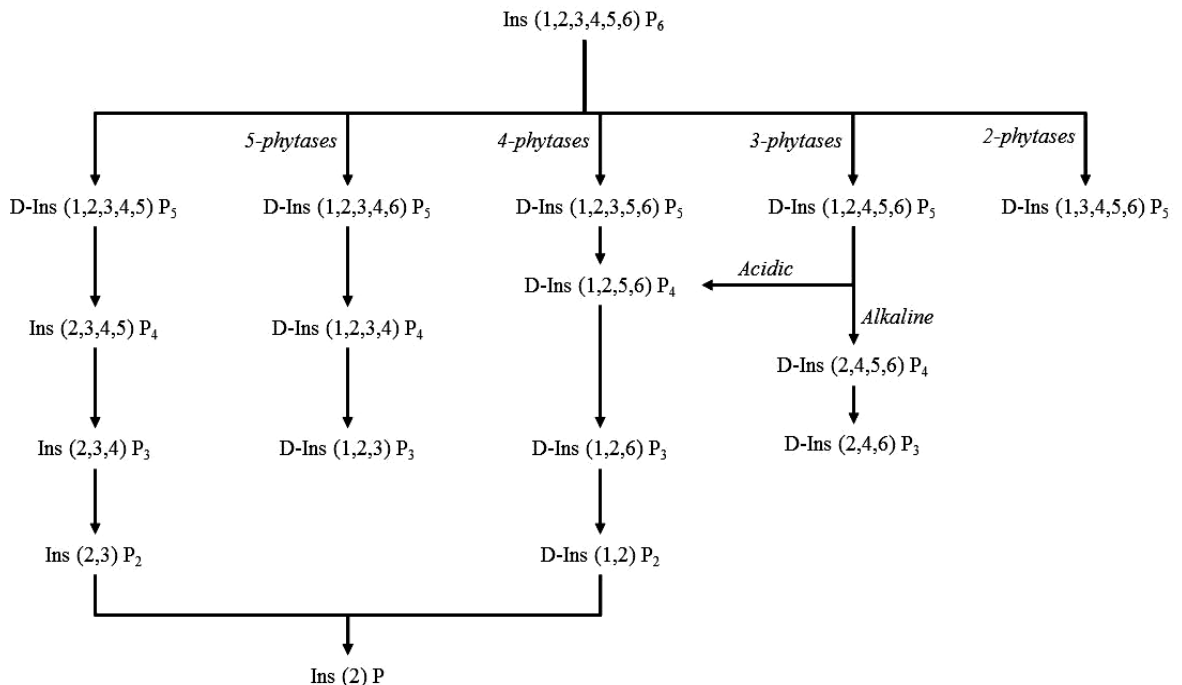 Ins (1,2,3,4,5,6) P₆
5-phytases
4-phytases
3-phytases
2-phytases
D-Ins (1,2,3,4,5) P₅
D-Ins (1,2,3,4,6) P₅
D-Ins (1,2,3,5,6) P₅
D-Ins (1,2,4,5,6) P₅
D-Ins (1,3,4,5,6) P₅
Acidic
D-Ins (1,2,5,6) P₄
Alkaline
Ins (2,3,4,5) P₄
D-Ins (1,2,3,4) P₄
D-Ins (2,4,5,6) P₄
Ins (2,3,4) P₃
D-Ins (1,2,3) P₃
D-Ins (1,2,6) P₃
D-Ins (2,4,6) P₃
Ins (2,3) P₂
D-Ins (1,2) P₂
Ins (2) P